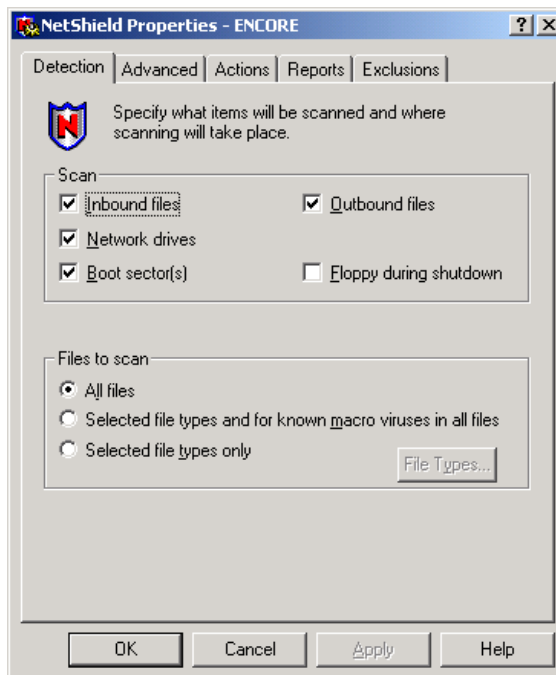 NetShield Properties - ENCORE
Detection Advanced Actions Reports Exclusions
Specify what items will be scanned and where
scanning will take place.
Scan
Inbound files Outbound files
Network drives
Boot sector(s) Floppy during shutdown
Files to scan
All files
Selected file types and for known macro viruses in all files
Selected file types only
File Types...
OK Cancel Apply Help